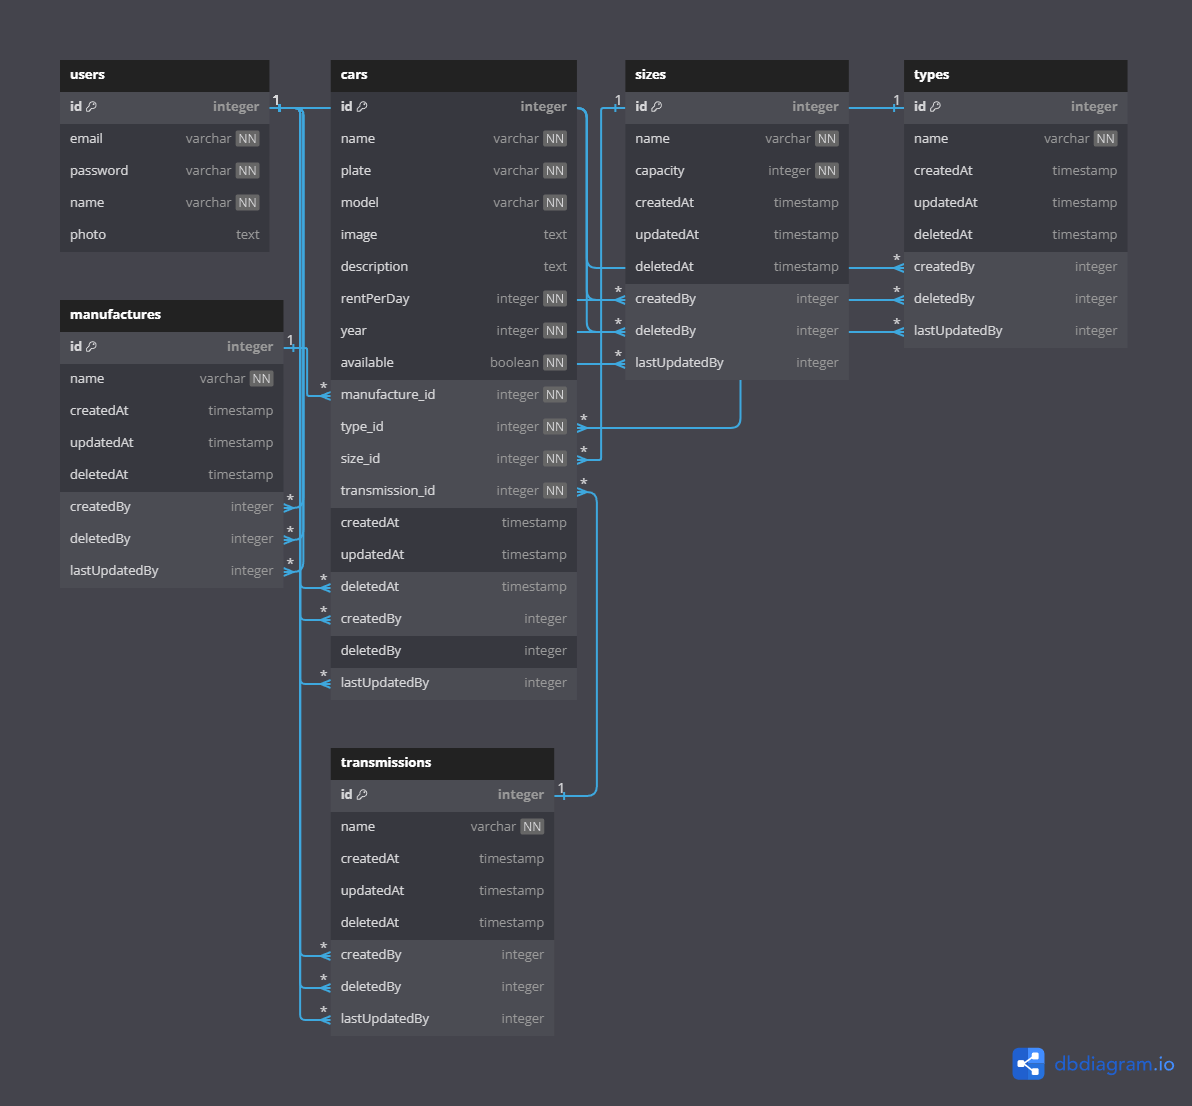 users
id integer
email varchar NN
password varchar NN
name varchar NN
photo text
1
manufactures
id integer
name varchar NN
createdAt timestamp
updatedAt timestamp
deletedAt timestamp
createdBy integer
deletedBy integer
lastUpdatedBy integer
1
*
*
*
cars
id integer
name varchar NN
plate varchar NN
model varchar NN
image text
description text
rentPerDay integer NN
year integer NN
available boolean NN
* manufacture_id integer NN
type_id integer NN *
size_id integer NN *
transmission_id integer NN *
createdAt timestamp
updatedAt timestamp
* deletedAt timestamp
* createdBy integer
deletedBy integer
* lastUpdatedBy integer
transmissions
id integer 1
name varchar NN
createdAt timestamp
updatedAt timestamp
deletedAt timestamp
* createdBy integer
* deletedBy integer
* lastUpdatedBy integer
sizes
1 id integer
name varchar NN
capacity integer NN
createdAt timestamp
updatedAt timestamp
deletedAt timestamp
* createdBy integer
* deletedBy integer
* lastUpdatedBy integer
types
1 id integer
name varchar NN
createdAt timestamp
updatedAt timestamp
deletedAt timestamp
* createdBy integer
* deletedBy integer
* lastUpdatedBy integer
dbdiagram.io